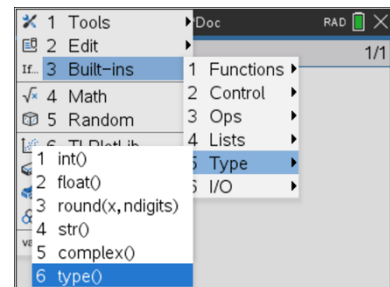 1 Tools
Doc
RAD
2 Edit
1/1
If... 3 Built-ins
1 Functions
4 Math
2 Control
5 Random
3 Ops
4 Lists
1 int()
5 Type
2 float()
6 I/O
3 round(x,ndigits)
4 str()
5 complex()
6 type()